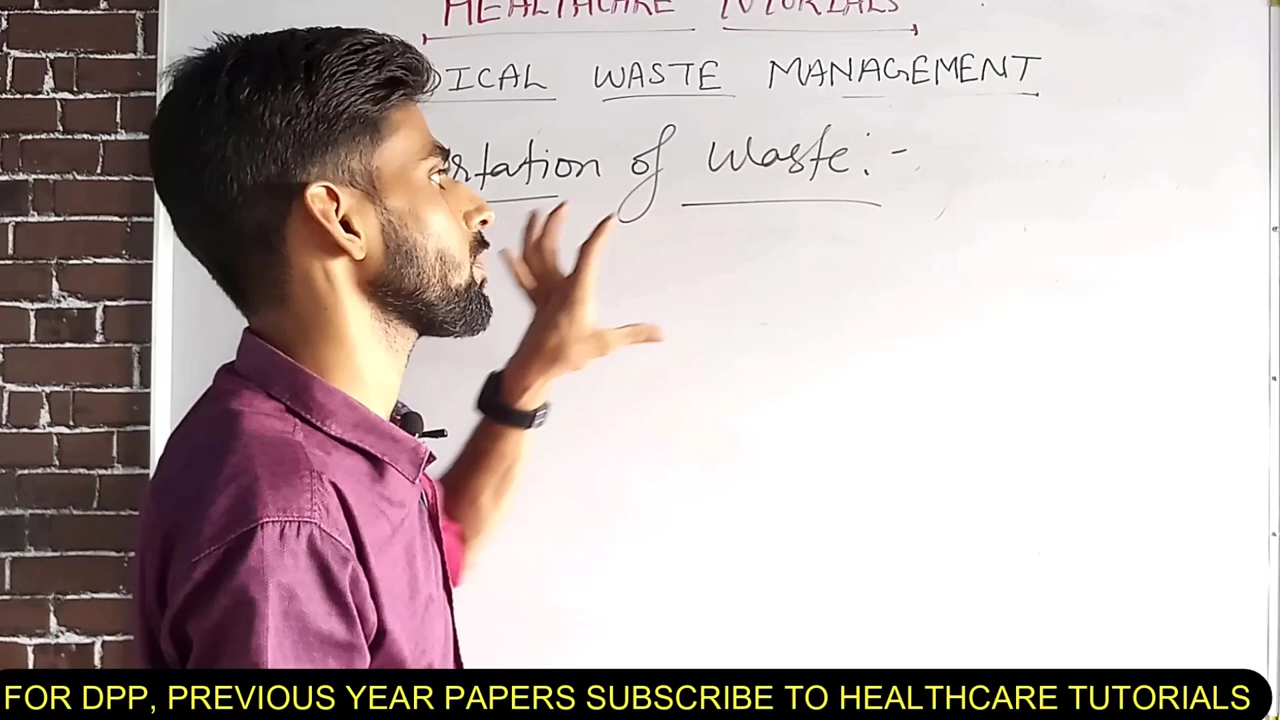 HEALTHCARE TUTORIALS
DICAL WASTE MANAGEMENT
rtation of Waste:-
FOR DPP, PREVIOUS YEAR PAPERS SUBSCRIBE TO HEALTHCARE TUTORIALS